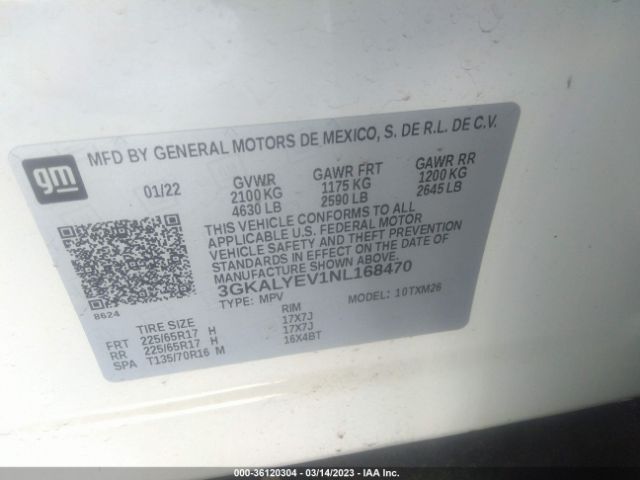 gm
MFD BY GENERAL MOTORS DE MEXICO, S. DE R.L. DE C.V.
01/22 GVWR GAWR FRT GAWR RR
2100 KG 1175 KG 1200 KG
4630 LB 2590 LB 2645 LB
THIS VEHICLE CONFORMS TO ALL
APPLICABLE U.S. FEDERAL MOTOR
VEHICLE SAFETY AND THEFT PREVENTION
STANDARDS IN EFFECT ON THE DATE OF
MANUFACTURE SHOWN ABOVE.
3GKALYEV1NL168470
8624
TYPE: MPV MODEL: 10TXM26
TIRE SIZE RIM
FRT 225/65R17 H 17X7J
RR 225/65R17 H 17X7J
SPA T135/70R16 M 16X4BT
000-36120304 - 03/14/2023 - IAA Inc.